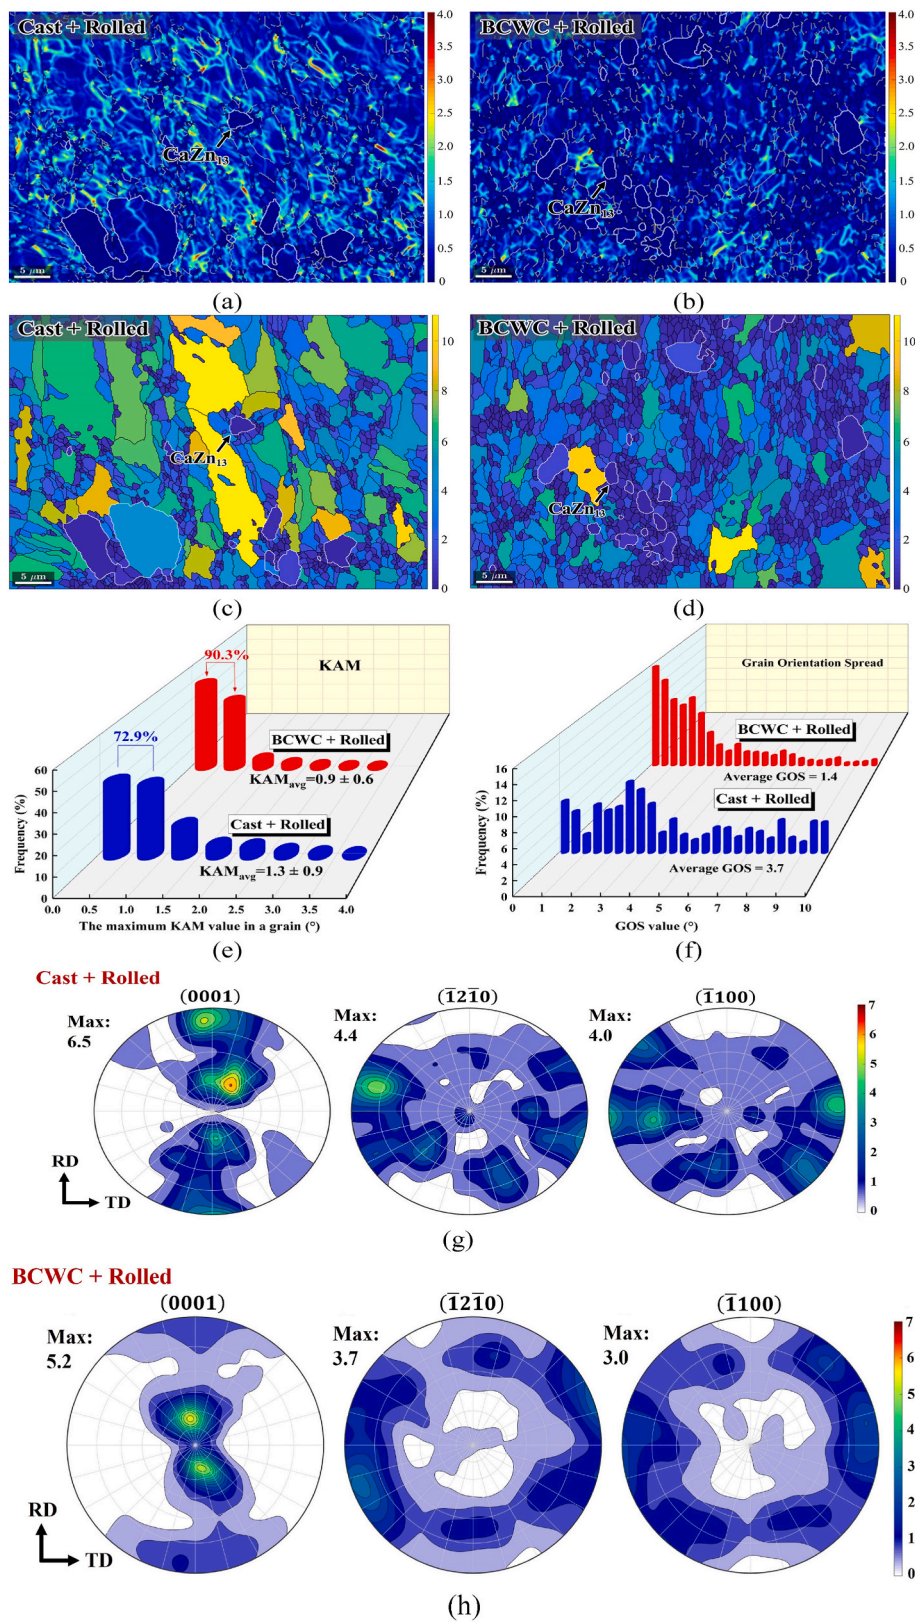 Cast + Rolled
CaZn₁₃
5 μm
4.0
3.5
3.0
2.5
2.0
1.5
1.0
0.5
0
(a)
BCWC + Rolled
CaZn₁₃
5 μm
4.0
3.5
3.0
2.5
2.0
1.5
1.0
0.5
0
(b)
Cast + Rolled
CaZn₁₃
5 μm
10
8
6
4
2
0
(c)
BCWC + Rolled
CaZn₁₃
5 μm
10
8
6
4
2
0
(d)
90.3%
KAM
72.9%
BCWC + Rolled
KAMavg=0.9 ± 0.6
Cast + Rolled
KAMavg=1.3 ± 0.9
Frequency (%)
60
50
40
30
20
10
0
0.0 0.5 1.0 1.5 2.0 2.5 3.0 3.5 4.0
The maximum KAM value in a grain (°)
(e)
Grain Orientation Spread
BCWC + Rolled
Average GOS = 1.4
Cast + Rolled
Average GOS = 3.7
Frequency (%)
16
14
12
10
8
6
4
2
0
0 1 2 3 4 5 6 7 8 9 10
GOS value (°)
(f)
Cast + Rolled
(0001)
Max:
6.5
(1̅21̅0)
Max:
4.4
(1̅100)
Max:
4.0
7
6
5
4
3
2
1
0
RD
TD
(g)
BCWC + Rolled
(0001)
Max:
5.2
(1̅21̅0)
Max:
3.7
(1̅100)
Max:
3.0
7
6
5
4
3
2
1
0
RD
TD
(h)